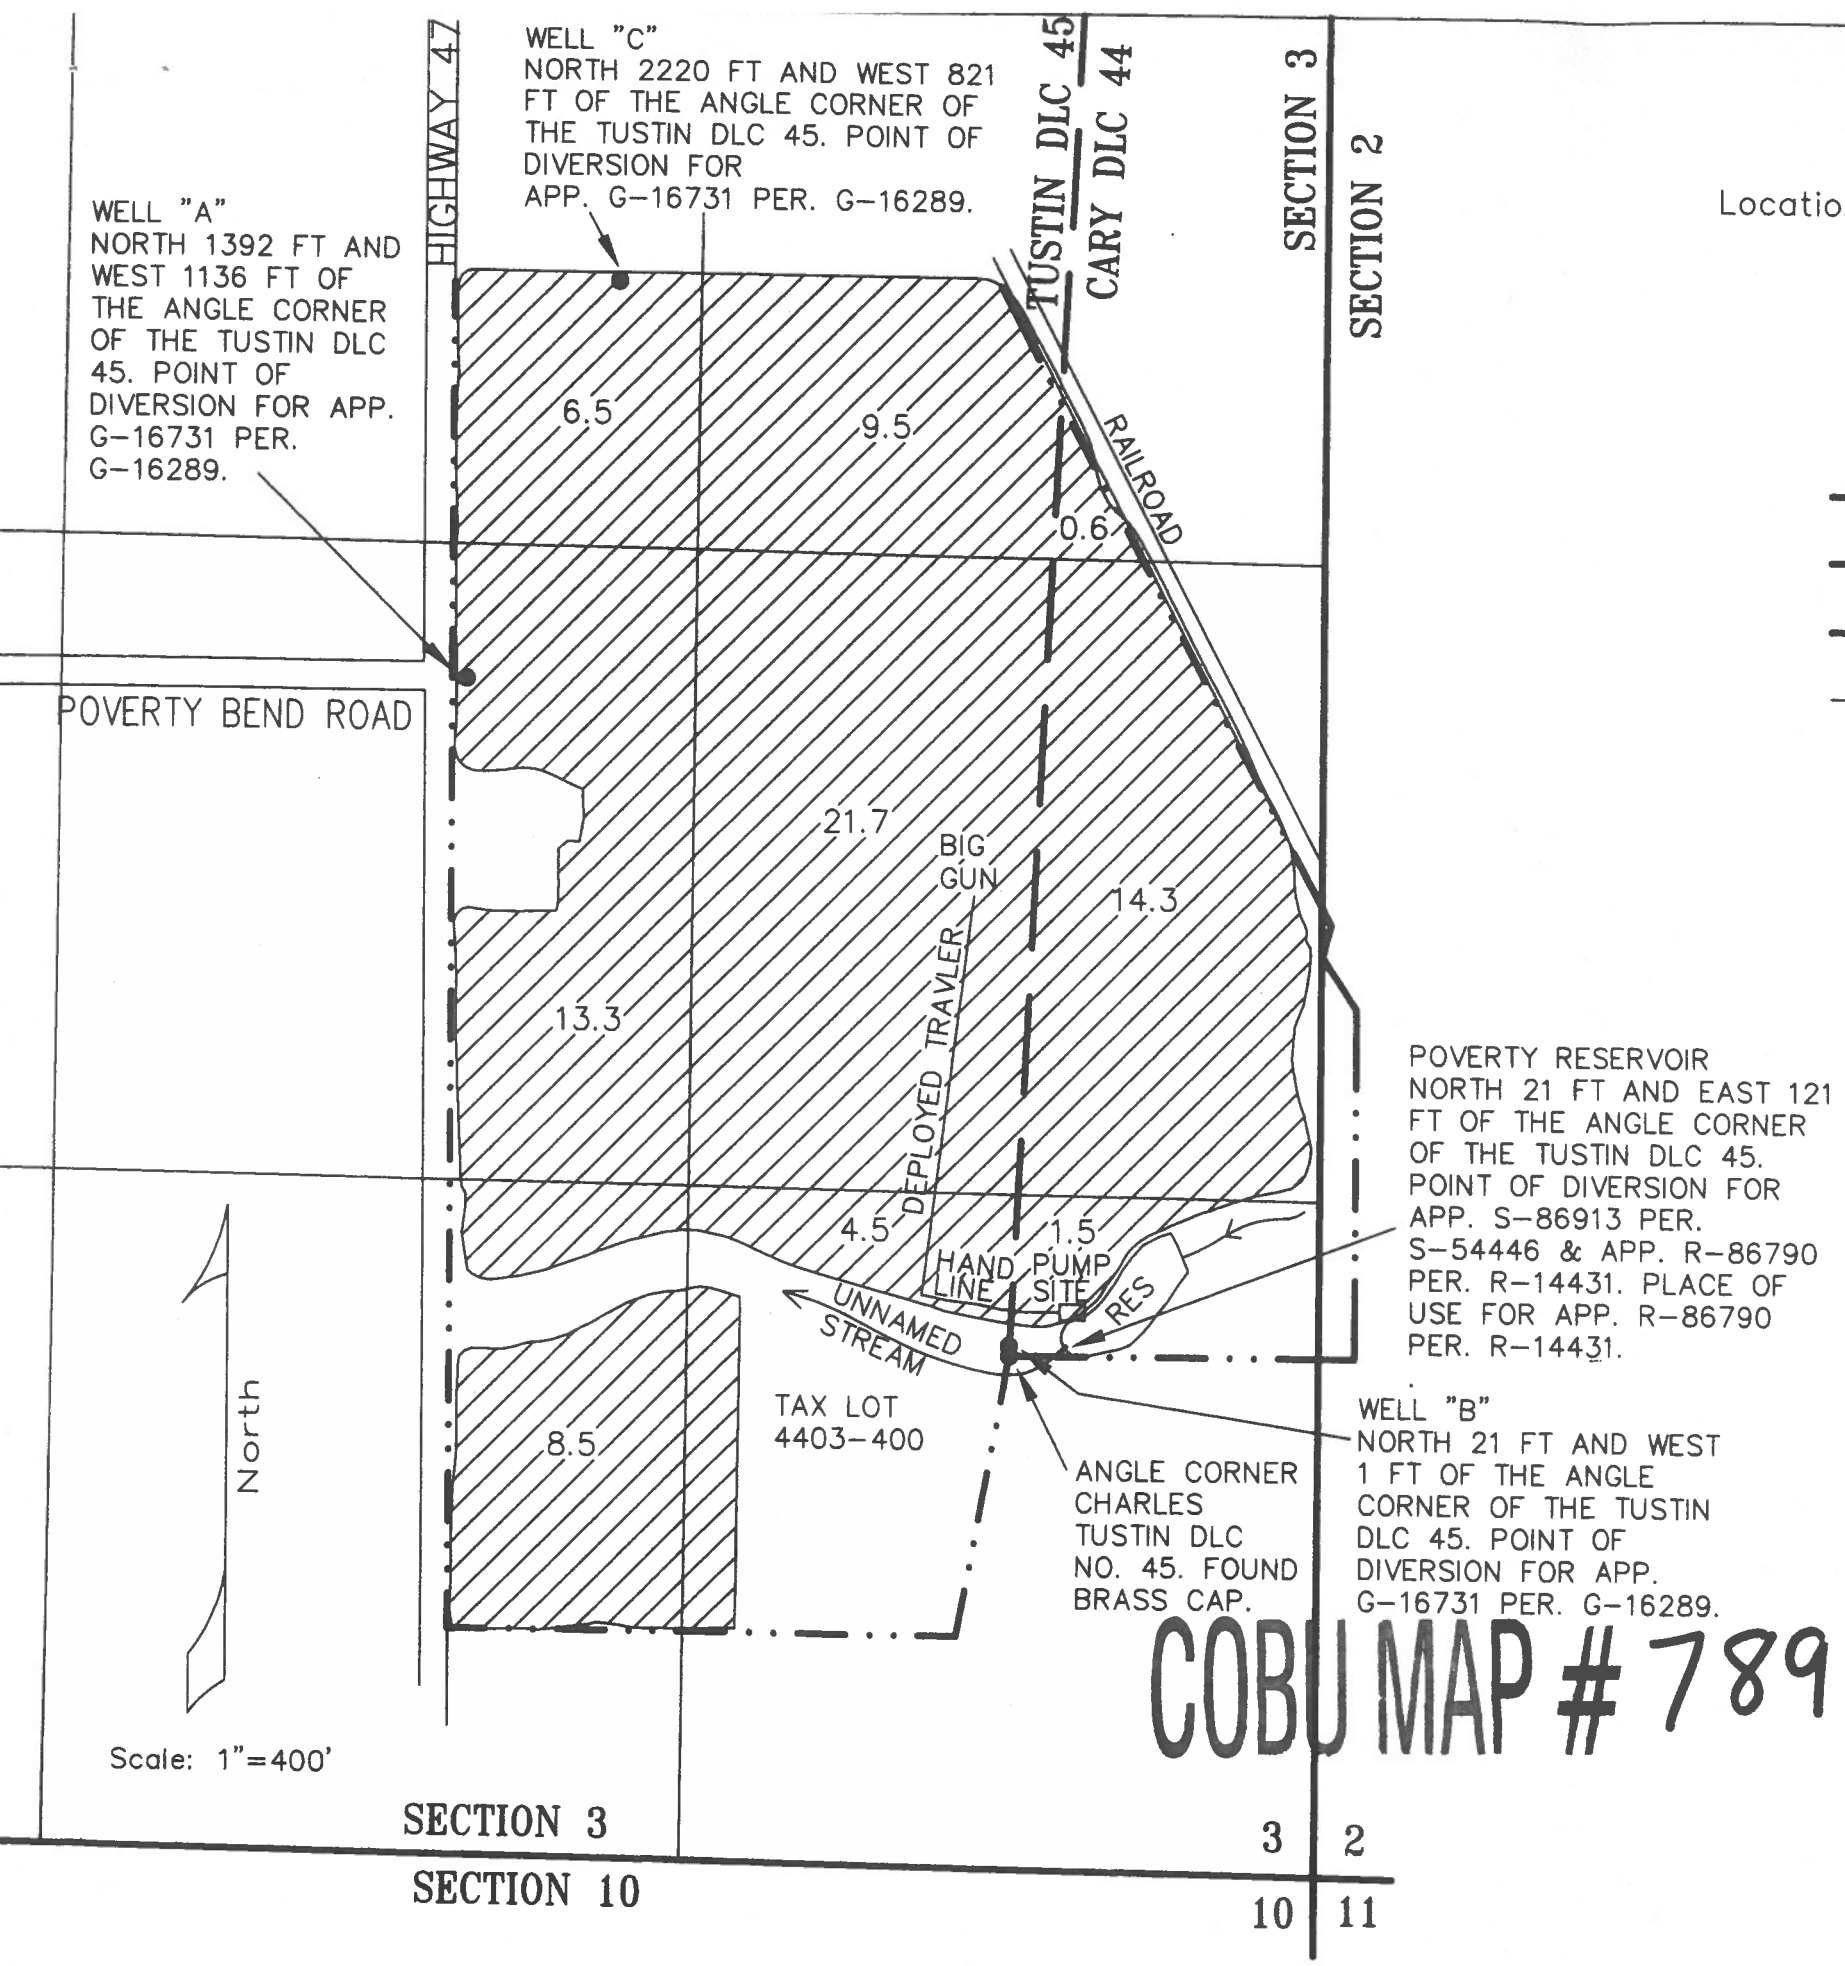 HIGHWAY 47
WELL "C"
NORTH 2220 FT AND WEST 821
FT OF THE ANGLE CORNER OF
THE TUSTIN DLC 45. POINT OF
DIVERSION FOR
APP. G-16731 PER. G-16289.
TUSTIN DLC 45
CARY DLC 44
SECTION 3
SECTION 2
Locatio
WELL "A"
NORTH 1392 FT AND
WEST 1136 FT OF
THE ANGLE CORNER
OF THE TUSTIN DLC
45. POINT OF
DIVERSION FOR APP.
G-16731 PER.
G-16289.
6.5
9.5
RAILROAD
0.6
POVERTY BEND ROAD
21.7
BIG
GUN
14.3
DEPLOYED TRAVLER
13.3
POVERTY RESERVOIR
NORTH 21 FT AND EAST 121
FT OF THE ANGLE CORNER
OF THE TUSTIN DLC 45.
POINT OF DIVERSION FOR
APP. S-86913 PER.
S-54446 & APP. R-86790
PER. R-14431. PLACE OF
USE FOR APP. R-86790
PER. R-14431.
4.5
1.5
HAND
LINE
PUMP
SITE
RES
UNNAMED
STREAM
TAX LOT
4403-400
8.5
North
ANGLE CORNER
CHARLES
TUSTIN DLC
NO. 45. FOUND
BRASS CAP.
WELL "B"
NORTH 21 FT AND WEST
1 FT OF THE ANGLE
CORNER OF THE TUSTIN
DLC 45. POINT OF
DIVERSION FOR APP.
G-16731 PER. G-16289.
COBU MAP # 789
Scale: 1"=400'
SECTION 3
SECTION 10
3
2
10
11